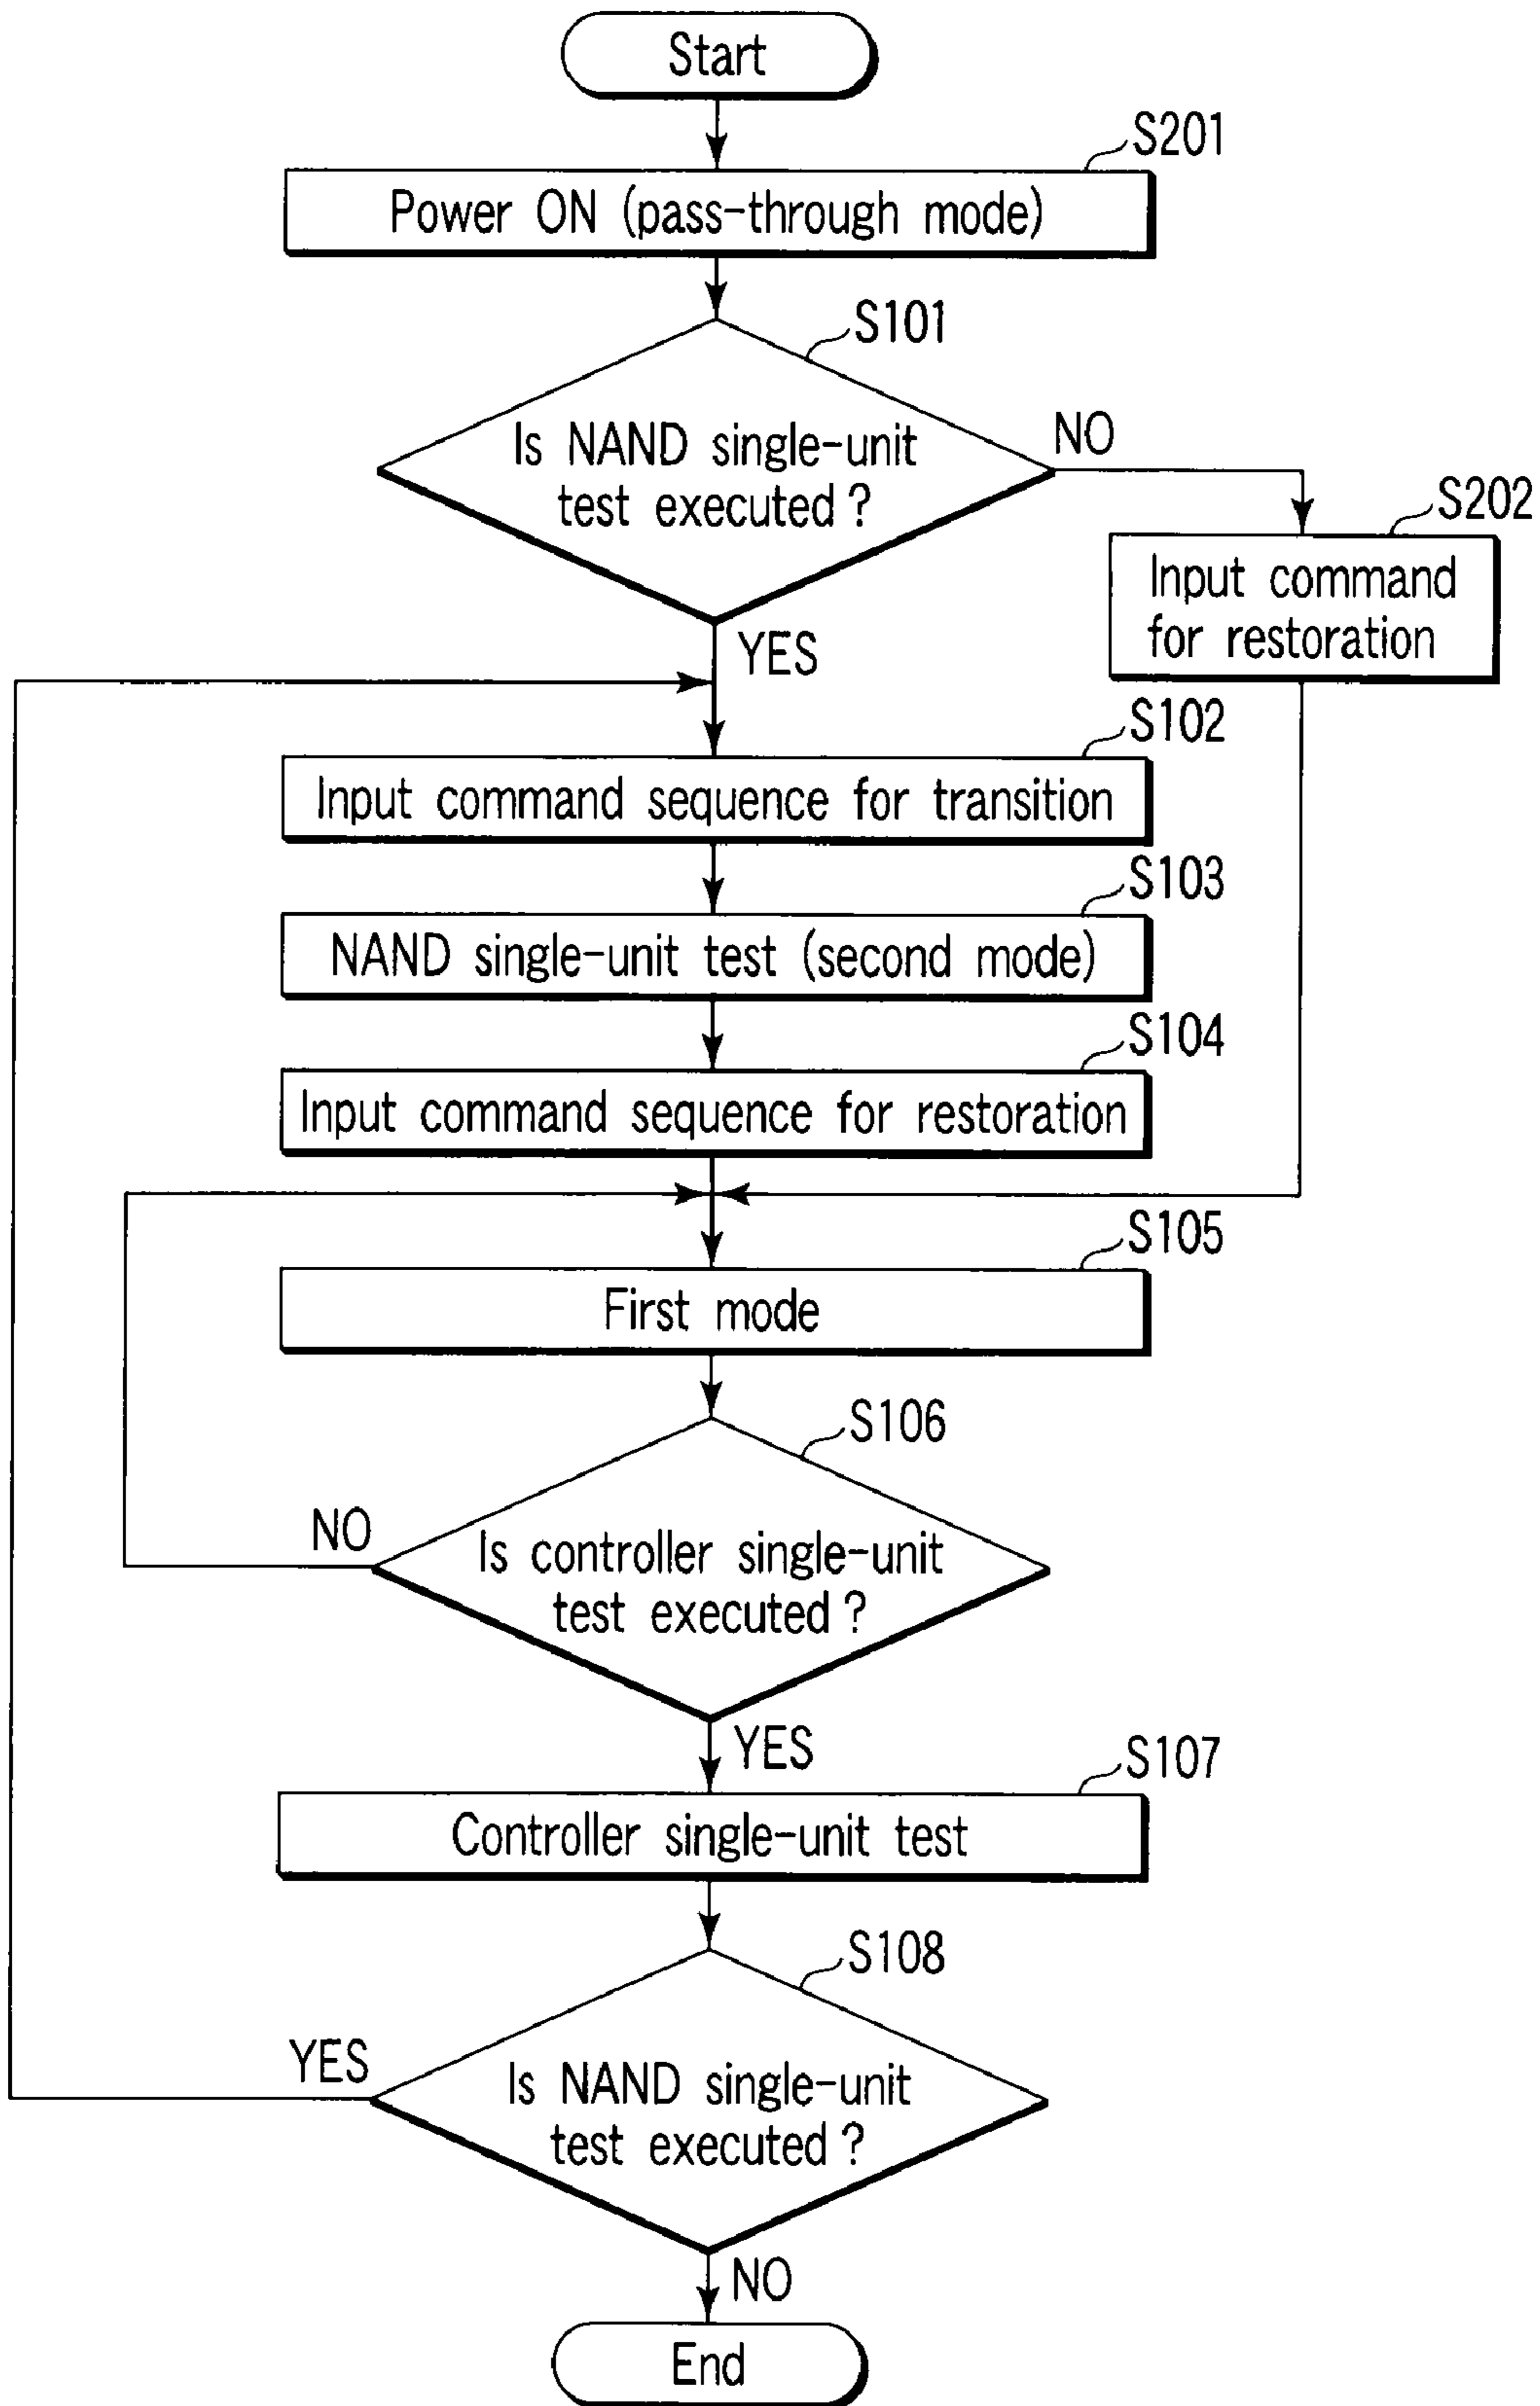 Start
S201
Power ON (pass-through mode)
S101
Is NAND single-unit
test executed ?
NO
S202
Input command
for restoration
YES
S102
Input command sequence for transition
S103
NAND single-unit test (second mode)
S104
Input command sequence for restoration
S105
First mode
S106
NO
Is controller single-unit
test executed ?
YES
S107
Controller single-unit test
S108
YES
Is NAND single-unit
test executed ?
NO
End